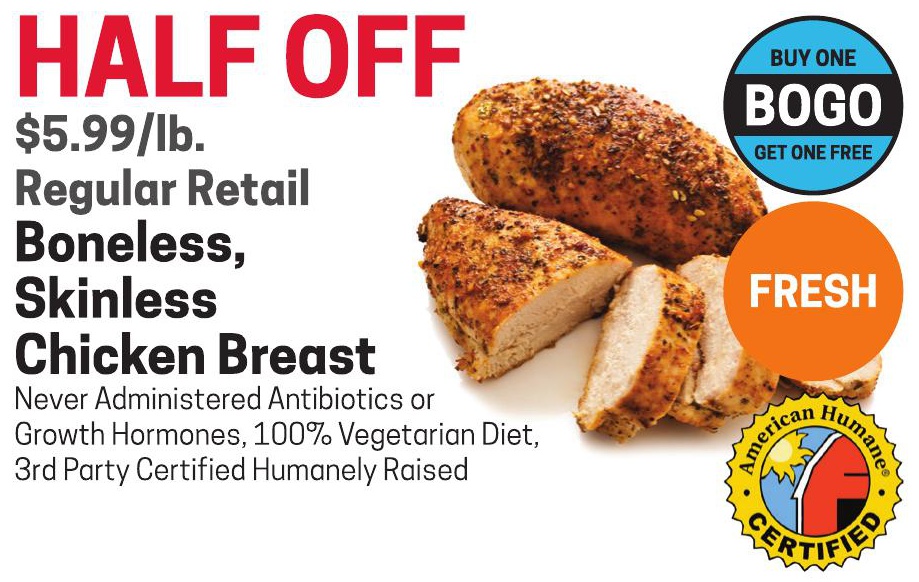 HALF OFF
$5.99/lb.
Regular Retail
Boneless,
Skinless
Chicken Breast
Never Administered Antibiotics or
Growth Hormones, 100% Vegetarian Diet,
3rd Party Certified Humanely Raised
BUY ONE
BOGO
GET ONE FREE
FRESH
American Humane®
CERTIFIED